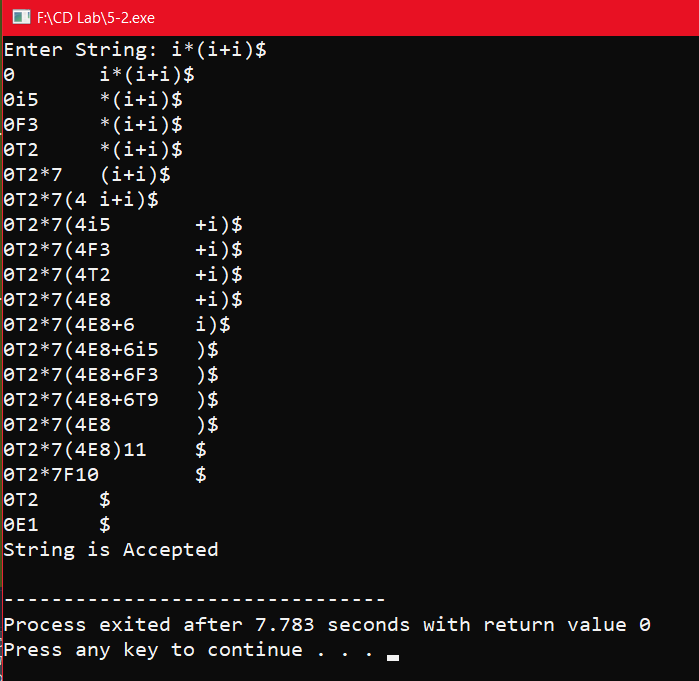 F:\CD Lab\5-2.exe
Enter String: i*(i+i)$
0       i*(i+i)$
0i5     *(i+i)$
0F3     *(i+i)$
0T2     *(i+i)$
0T2*7   (i+i)$
0T2*7(4 i+i)$
0T2*7(4i5       +i)$
0T2*7(4F3       +i)$
0T2*7(4T2       +i)$
0T2*7(4E8       +i)$
0T2*7(4E8+6     i)$
0T2*7(4E8+6i5   )$
0T2*7(4E8+6F3   )$
0T2*7(4E8+6T9   )$
0T2*7(4E8       )$
0T2*7(4E8)11    $
0T2*7F10        $
0T2     $
0E1     $
String is Accepted
--------------------------------
Process exited after 7.783 seconds with return value 0
Press any key to continue . . .